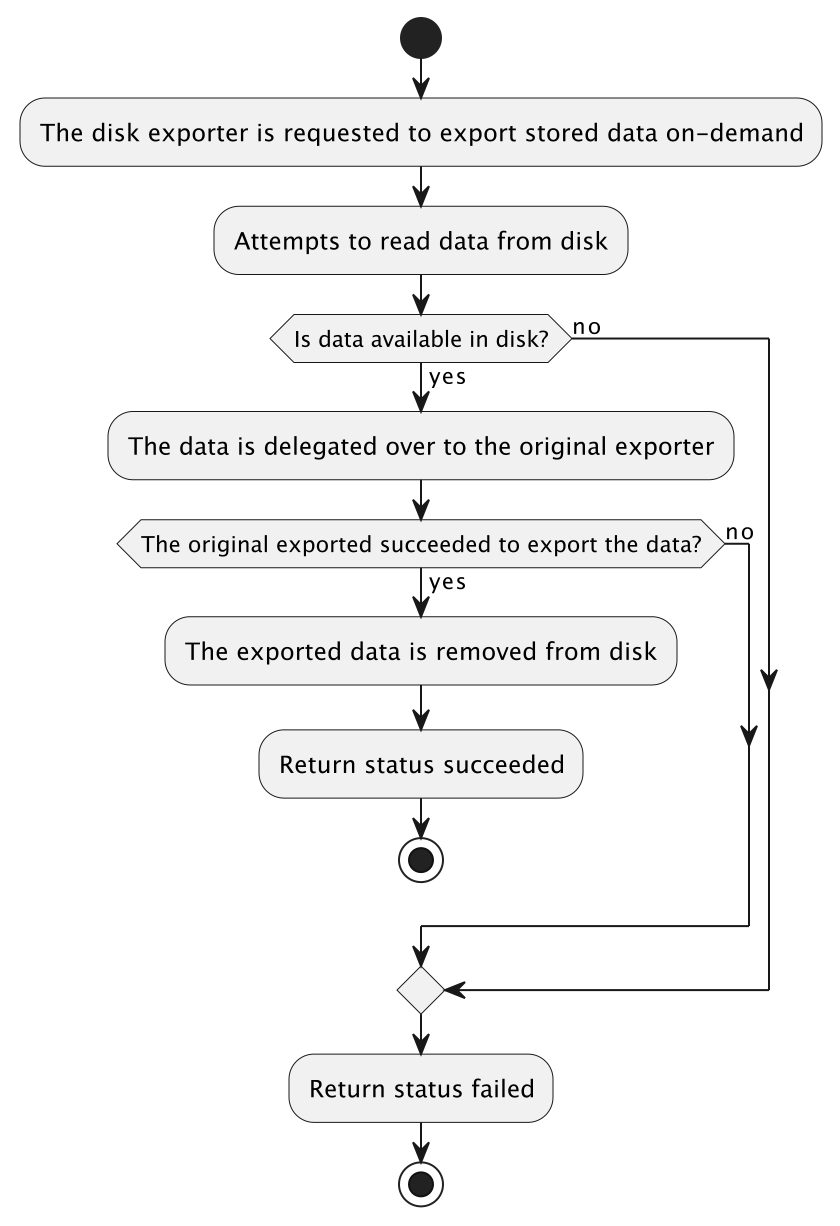 The disk exporter is requested to export stored data on-demand
Attempts to read data from disk
Is data available in disk?
no
yes
The data is delegated over to the original exporter
The original exported succeeded to export the data?
no
yes
The exported data is removed from disk
Return status succeeded
Return status failed